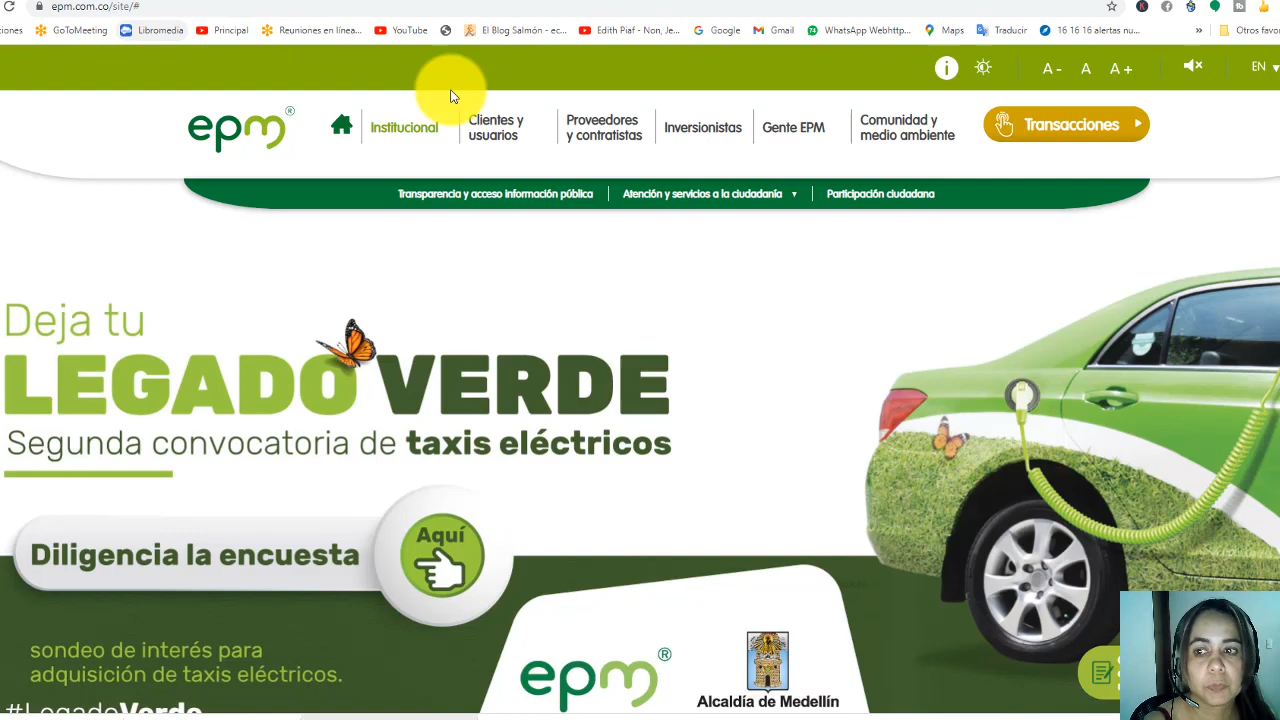 epm.com.co/site/#
ciones GoToMeeting Libromedia Principal Reuniones en línea... YouTube El Blog Salmón - ec... Edith Piaf - Non, Je... Google Gmail WhatsApp Webhttp... Maps Traducir 16 16 16 alertas nu... » Otros favor
A- A A+ EN
epm® Institucional Clientes y usuarios Proveedores y contratistas Inversionistas Gente EPM Comunidad y medio ambiente Transacciones
Transparencia y acceso información pública Atención y servicios a la ciudadanía Participación ciudadana
Deja tu
LEGADO VERDE
Segunda convocatoria de taxis eléctricos
Aquí
Diligencia la encuesta
sondeo de interés para
adquisición de taxis eléctricos.
#LegadoVerde
epm®
Alcaldía de Medellín